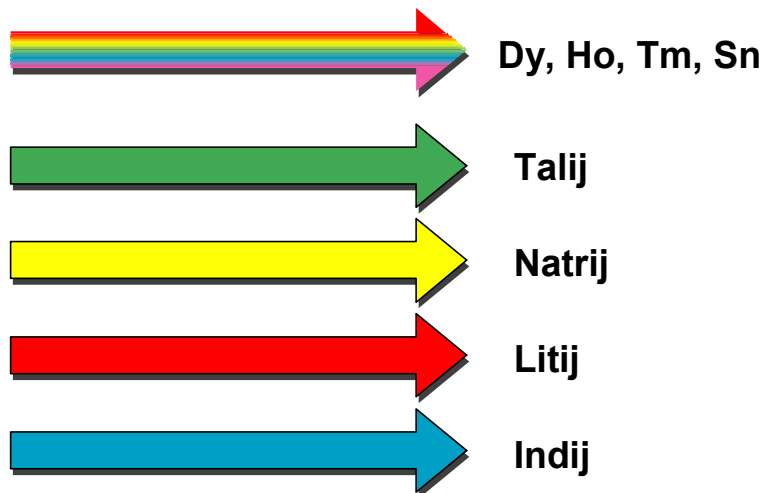 Dy, Ho, Tm, Sn
Talij
Natrij
Litij
Indij